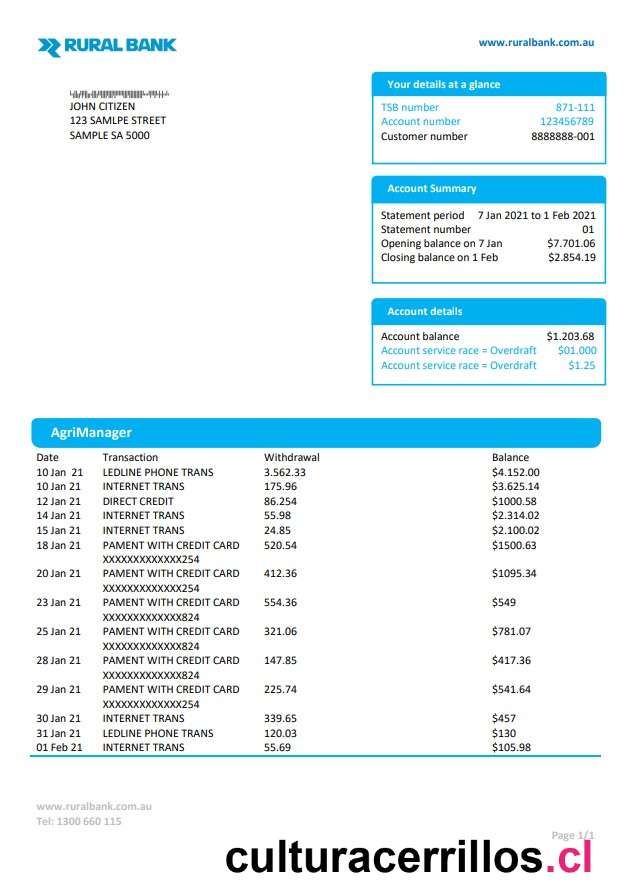 RURAL BANK
www.ruralbank.com.au
JOHN CITIZEN
123 SAMLPE STREET
SAMPLE SA 5000
Your details at a glance
TSB number 871-111
Account number 123456789
Customer number 8888888-001
Account Summary
Statement period 7 Jan 2021 to 1 Feb 2021
Statement number 01
Opening balance on 7 Jan $7.701.06
Closing balance on 1 Feb $2.854.19
Account details
Account balance $1.203.68
Account service race = Overdraft $01.000
Account service race = Overdraft $1.25
AgriManager
Date Transaction Withdrawal Balance
10 Jan 21 LEDLINE PHONE TRANS 3.562.33 $4.152.00
10 Jan 21 INTERNET TRANS 175.96 $3.625.14
12 Jan 21 DIRECT CREDIT 86.254 $1000.58
14 Jan 21 INTERNET TRANS 55.98 $2.314.02
15 Jan 21 INTERNET TRANS 24.85 $2.100.02
18 Jan 21 PAMENT WITH CREDIT CARD 520.54 $1500.63
XXXXXXXXXXXXX254
20 Jan 21 PAMENT WITH CREDIT CARD 412.36 $1095.34
XXXXXXXXXXXXX254
23 Jan 21 PAMENT WITH CREDIT CARD 554.36 $549
XXXXXXXXXXXXX824
25 Jan 21 PAMENT WITH CREDIT CARD 321.06 $781.07
XXXXXXXXXXXXX824
28 Jan 21 PAMENT WITH CREDIT CARD 147.85 $417.36
XXXXXXXXXXXXX824
29 Jan 21 PAMENT WITH CREDIT CARD 225.74 $541.64
XXXXXXXXXXXXX254
30 Jan 21 INTERNET TRANS 339.65 $457
31 Jan 21 LEDLINE PHONE TRANS 120.03 $130
01 Feb 21 INTERNET TRANS 55.69 $105.98
www.ruralbank.com.au
Tel: 1300 660 115
Page 1/1
culturacerrillos.cl